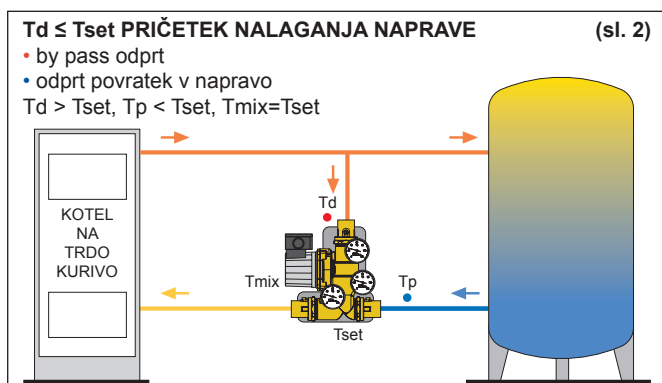 Td ≤ Tset PRIČETEK NALAGANJA NAPRAVE (sl. 2)
• by pass odprt
• odprt povratek v napravo
Td > Tset, Tp < Tset, Tmix=Tset
KOTEL
NA
TRDO
KURIVO
Td
Tmix
Tp
Tset